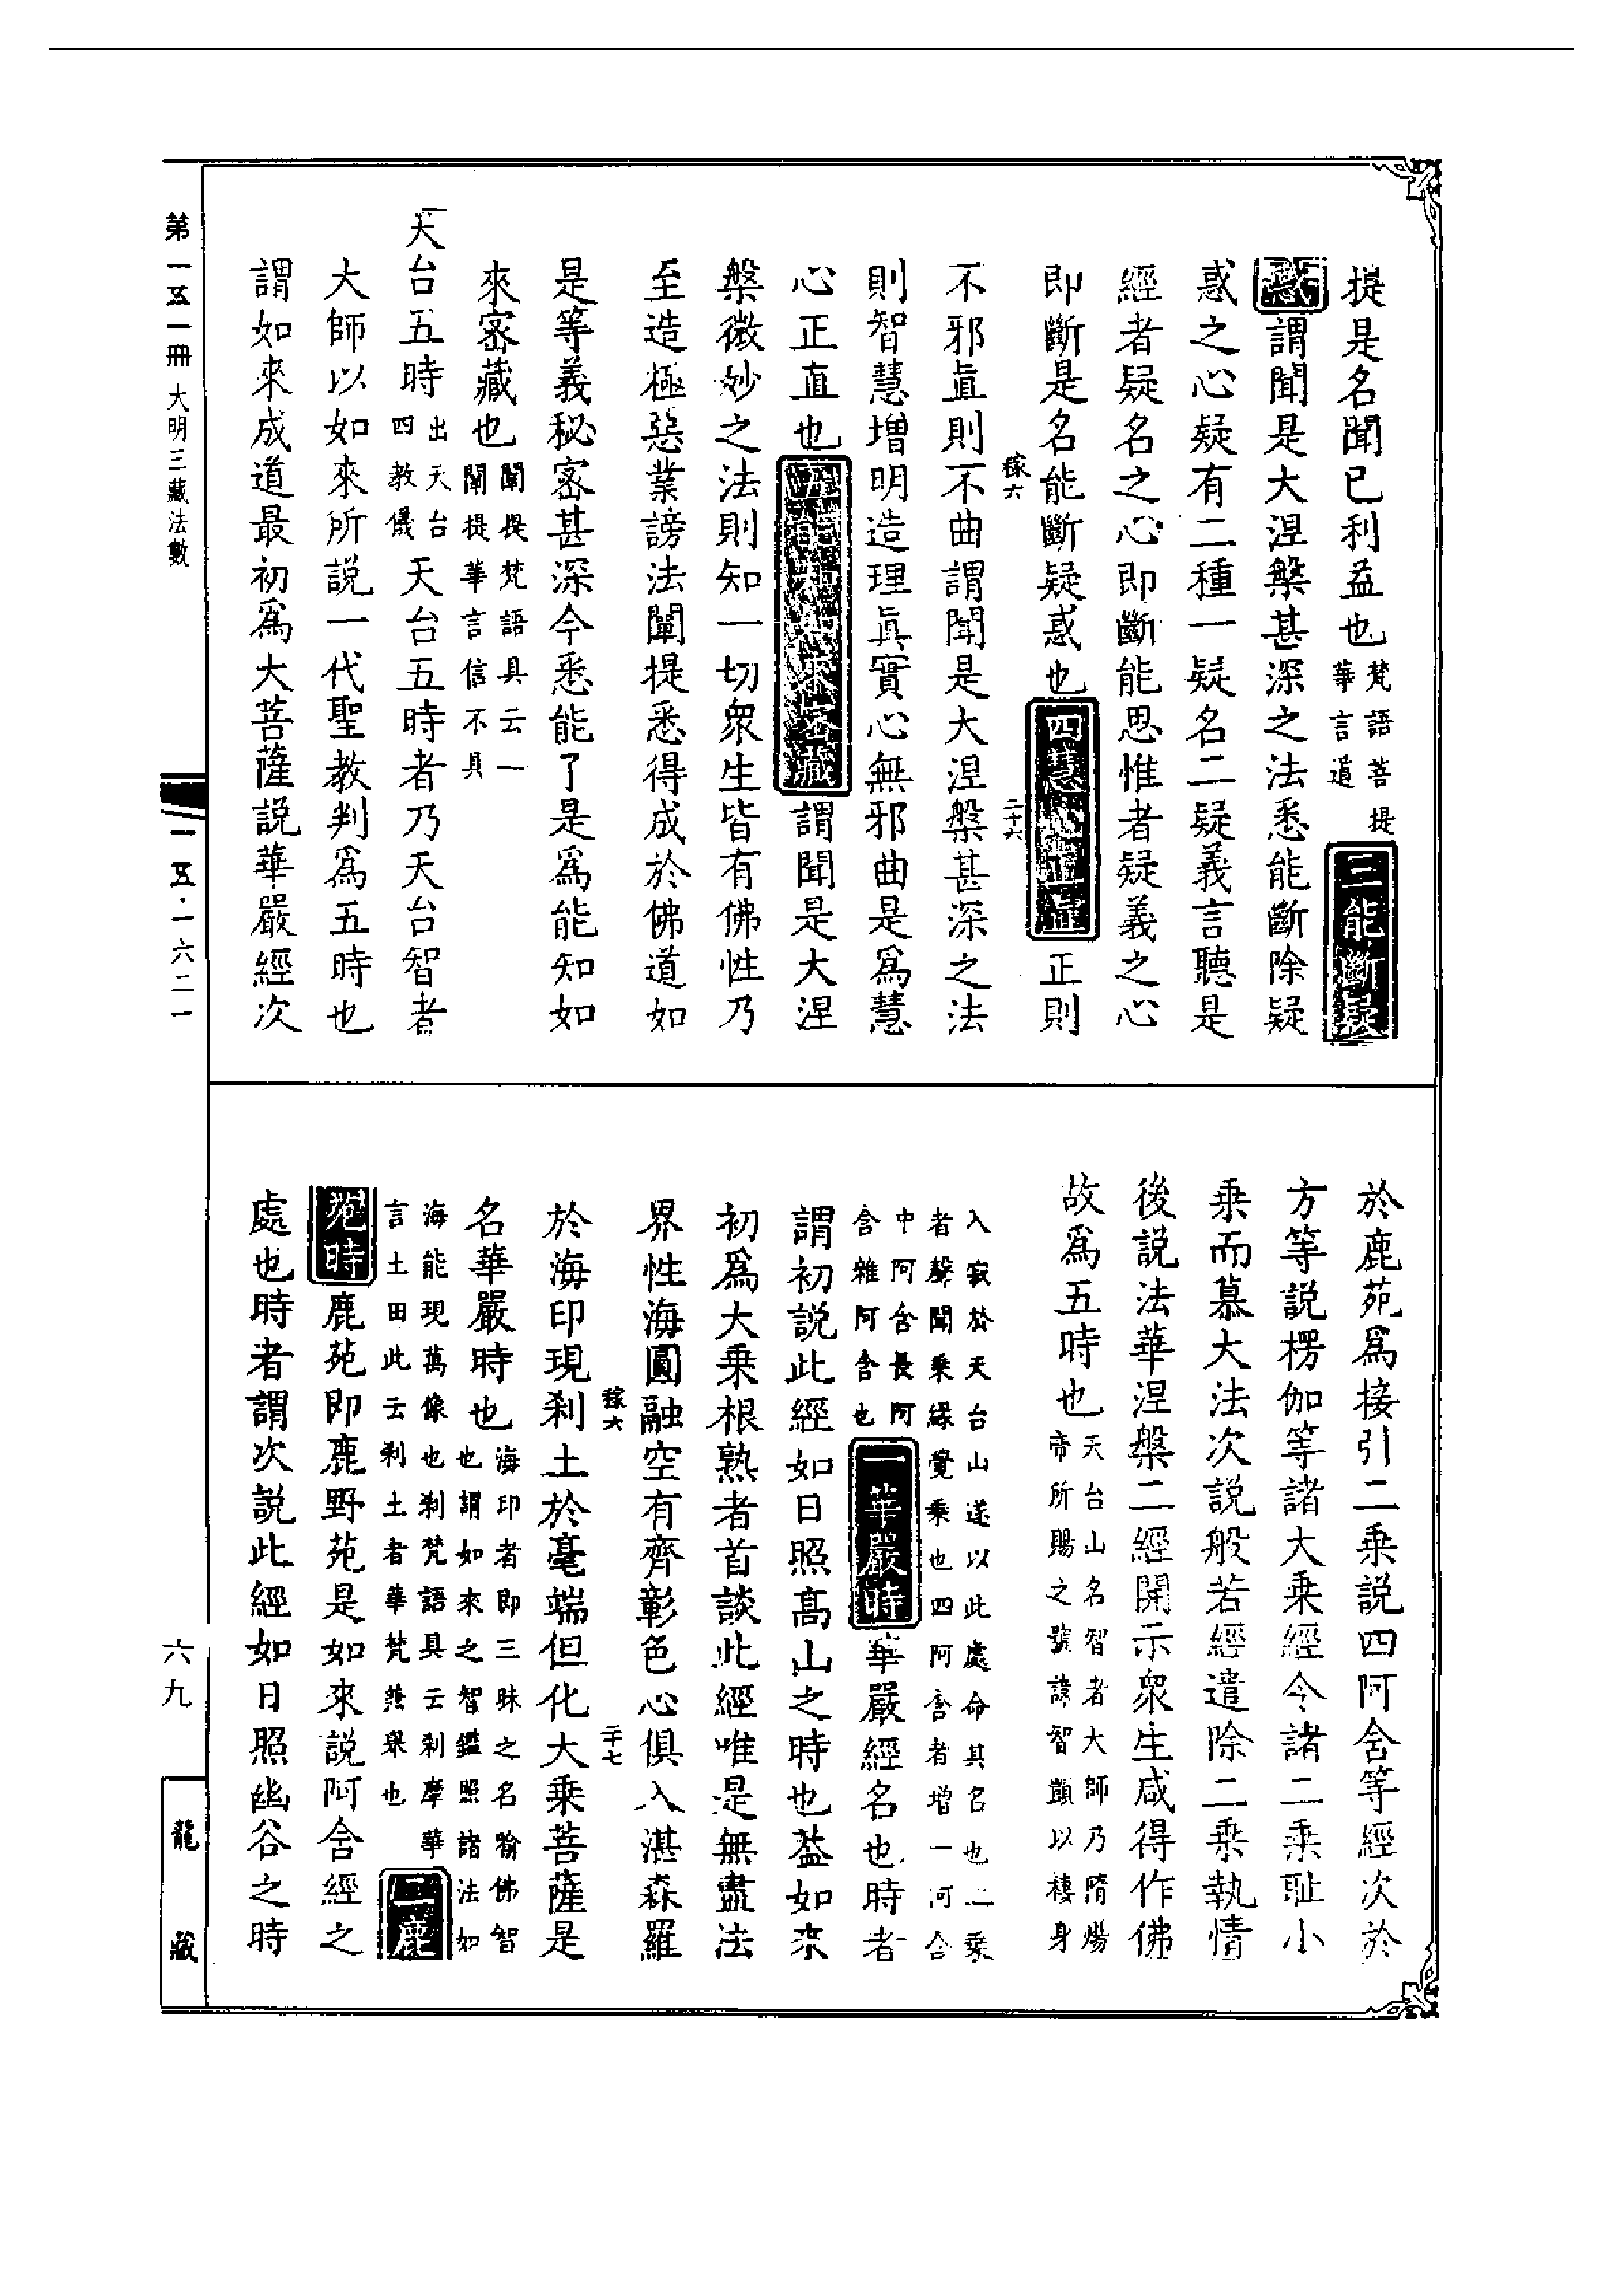 提是名聞已利益也梵語菩提華言道三能斷疑
惑謂聞是大涅槃甚深之法悉能斷除疑
惑之心疑有二種一疑名二疑義言聽是
經者疑名之心即斷能思惟者疑義之心
即斷是名能斷疑惑也四慧心正直正則
稼六
二十六
不邪直則不曲謂聞是大涅槃甚深之法
則智慧增明造理眞實心無邪曲是爲慧
心正直也五能知如來密藏謂聞是大涅
槃微妙之法則知一切衆生皆有佛性乃
至造極惡業謗法闡提悉得成於佛道如
是等義秘密甚深今悉能了是爲能知如
來密藏也闡提梵語具云一闡提華言信不具
天台五時出天台四教儀天台五時者乃天台智者
大師以如來所説一代聖教判爲五時也
謂如來成道最初爲大菩薩説華嚴經次
於鹿苑爲接引二乘説四阿含等經次於
方等説楞伽等諸大乘經令諸二乘耻小
乘而慕大法次説般若經遣除二乘執情
後説法華涅槃二經開示衆生咸得作佛
故爲五時也天台山名智者大師乃隋煬帝所賜之號諱智顗以棲身
入寂於天台山遂以此處命其名也二乘者聲聞乘緣覺乘也四阿含者增一阿含
中阿含長阿含雜阿含也一華嚴時華嚴經名也時者
謂初説此經如日照高山之時也葢如來
初爲大乘根熟者首談此經唯是無盡法
界性海圓融空有齊彰色心俱入湛森羅
稼六
二十七
於海印現刹土於毫端但化大乘菩薩是
名華嚴時也海印者即三昧之名喻佛智也謂如來之智鑑照諸法如
海能現萬像也刹梵語具云刹摩華言土田此云刹土者華梵兼舉也二鹿
苑時鹿苑即鹿野苑是如來説阿含經之
處也時者謂次説此經如日照幽谷之時
第一五一冊 大明三藏法數
一五·一六二一
六九
龍藏